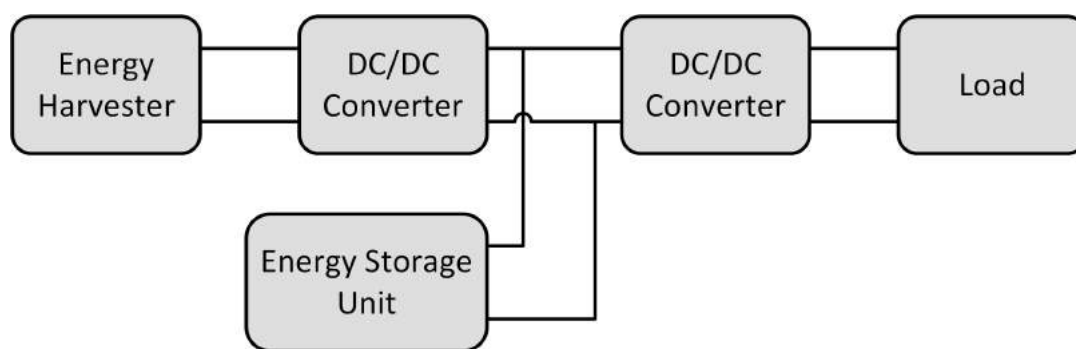 Energy
Harvester
DC/DC
Converter
DC/DC
Converter
Load
Energy Storage
Unit